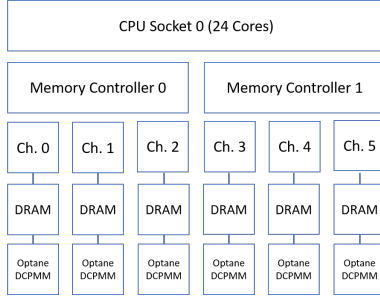 CPU Socket 0 (24 Cores)
Memory Controller 0
Memory Controller 1
Ch. 0
Ch. 1
Ch. 2
Ch. 3
Ch. 4
Ch. 5
DRAM
DRAM
DRAM
DRAM
DRAM
DRAM
Optane
DCPMM
Optane
DCPMM
Optane
DCPMM
Optane
DCPMM
Optane
DCPMM
Optane
DCPMM